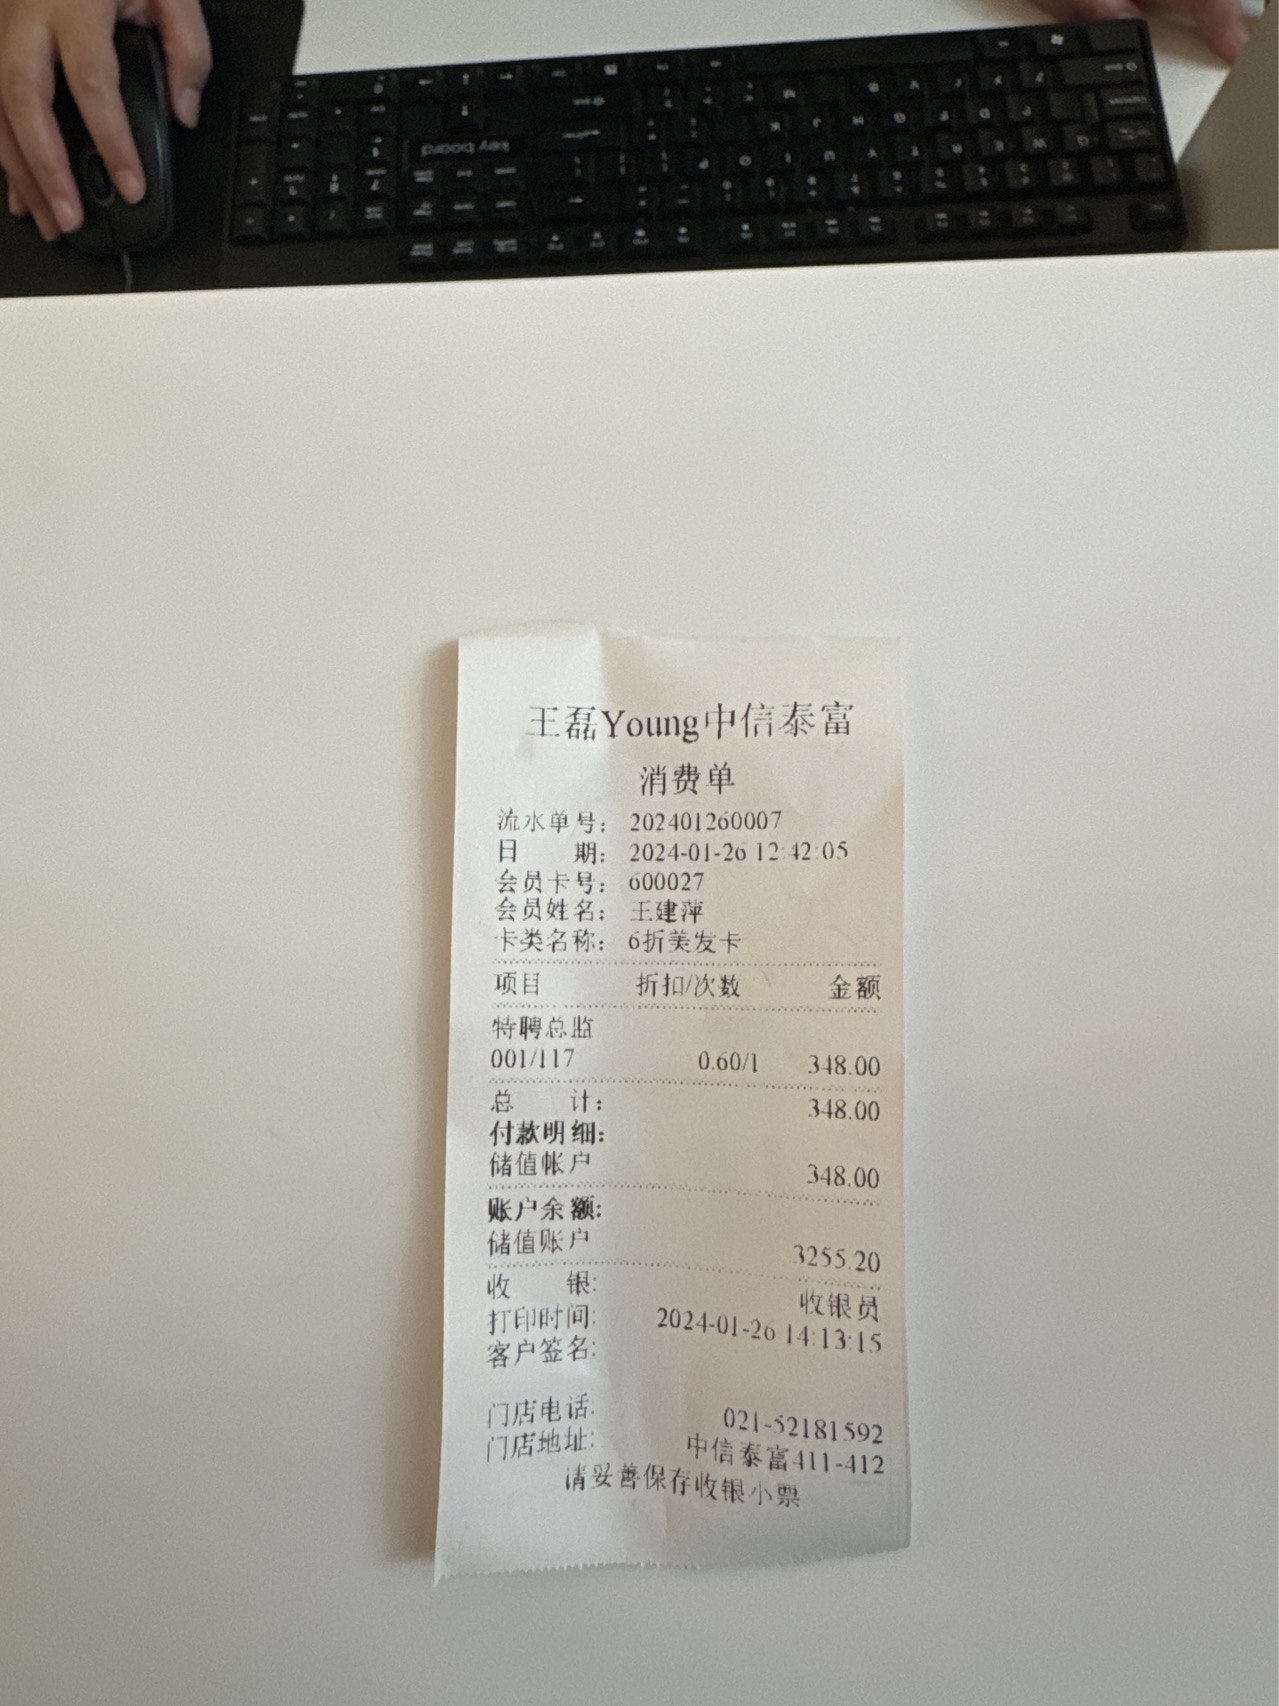 key board
王磊Young中信泰富
消费单
流水单号： 202401260007
日 期： 2024-01-26 12:42:05
会员卡号： 600027
会员姓名： 王建萍
卡类名称： 6折美发卡
项目 折扣/次数 金额
特聘总监
001/117 0.60/1 348.00
总 计： 348.00
付款明细：
储值帐户 348.00
账户余额：
储值账户 3255.20
收 银: 收银员
打印时间: 2024-01-26 14:13:15
客户签名:
门店电话: 021-52181592
门店地址: 中信泰富411-412
请妥善保存收银小票